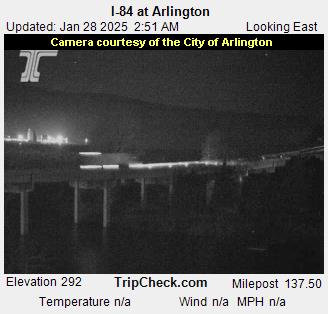 I-84 at Arlington
Updated: Jan 28 2025 2:51 AM Looking East
Camera courtesy of the City of Arlington
Elevation 292 TripCheck.com Milepost 137.50
Temperature n/a Wind n/a MPH n/a